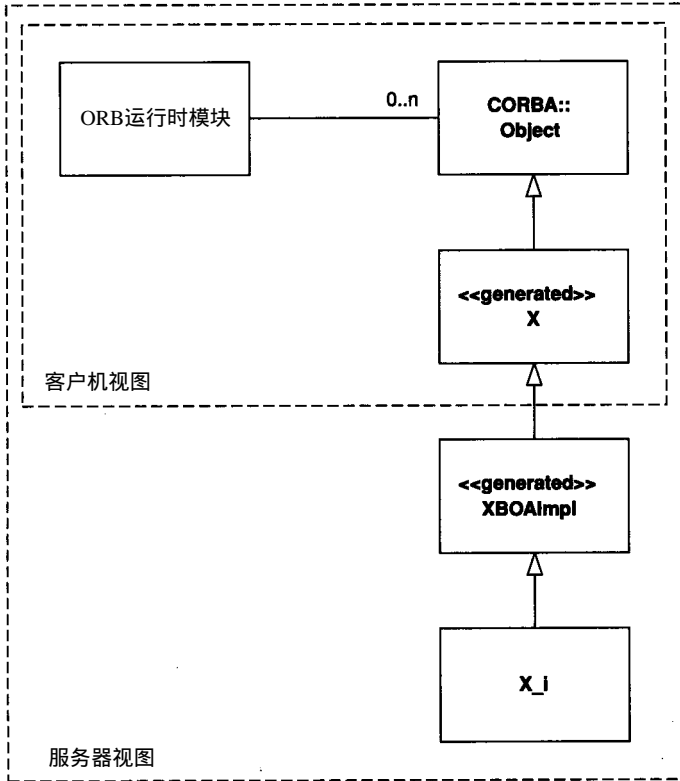 ORB运行时模块
0..n
CORBA::
Object
<<generated>>
X
客户机视图
<<generated>>
XBOAImpl
X_i
服务器视图